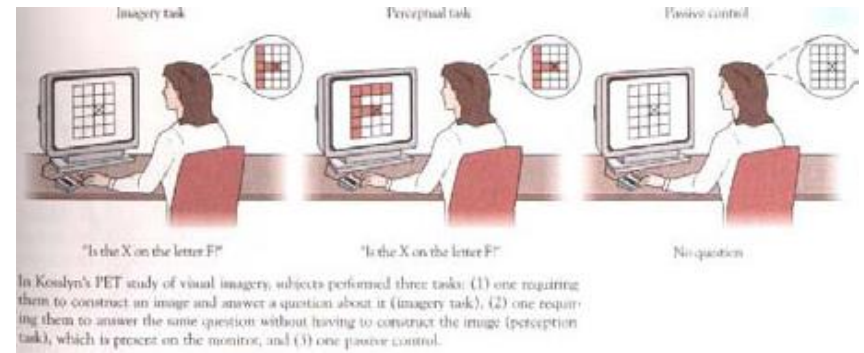 Imagery task
Perceptual task
Passive control
"Is the X on the letter F?"
"Is the X on the letter F?"
No question
In Kosslyn's PET study of visual imagery, subjects performed three tasks: (1) one requiring
them to construct an image and answer a question about it (imagery task), (2) one requir-
ing them to answer the same question without having to construct the image (perception
task), which is present on the monitor, and (3) one passive control.